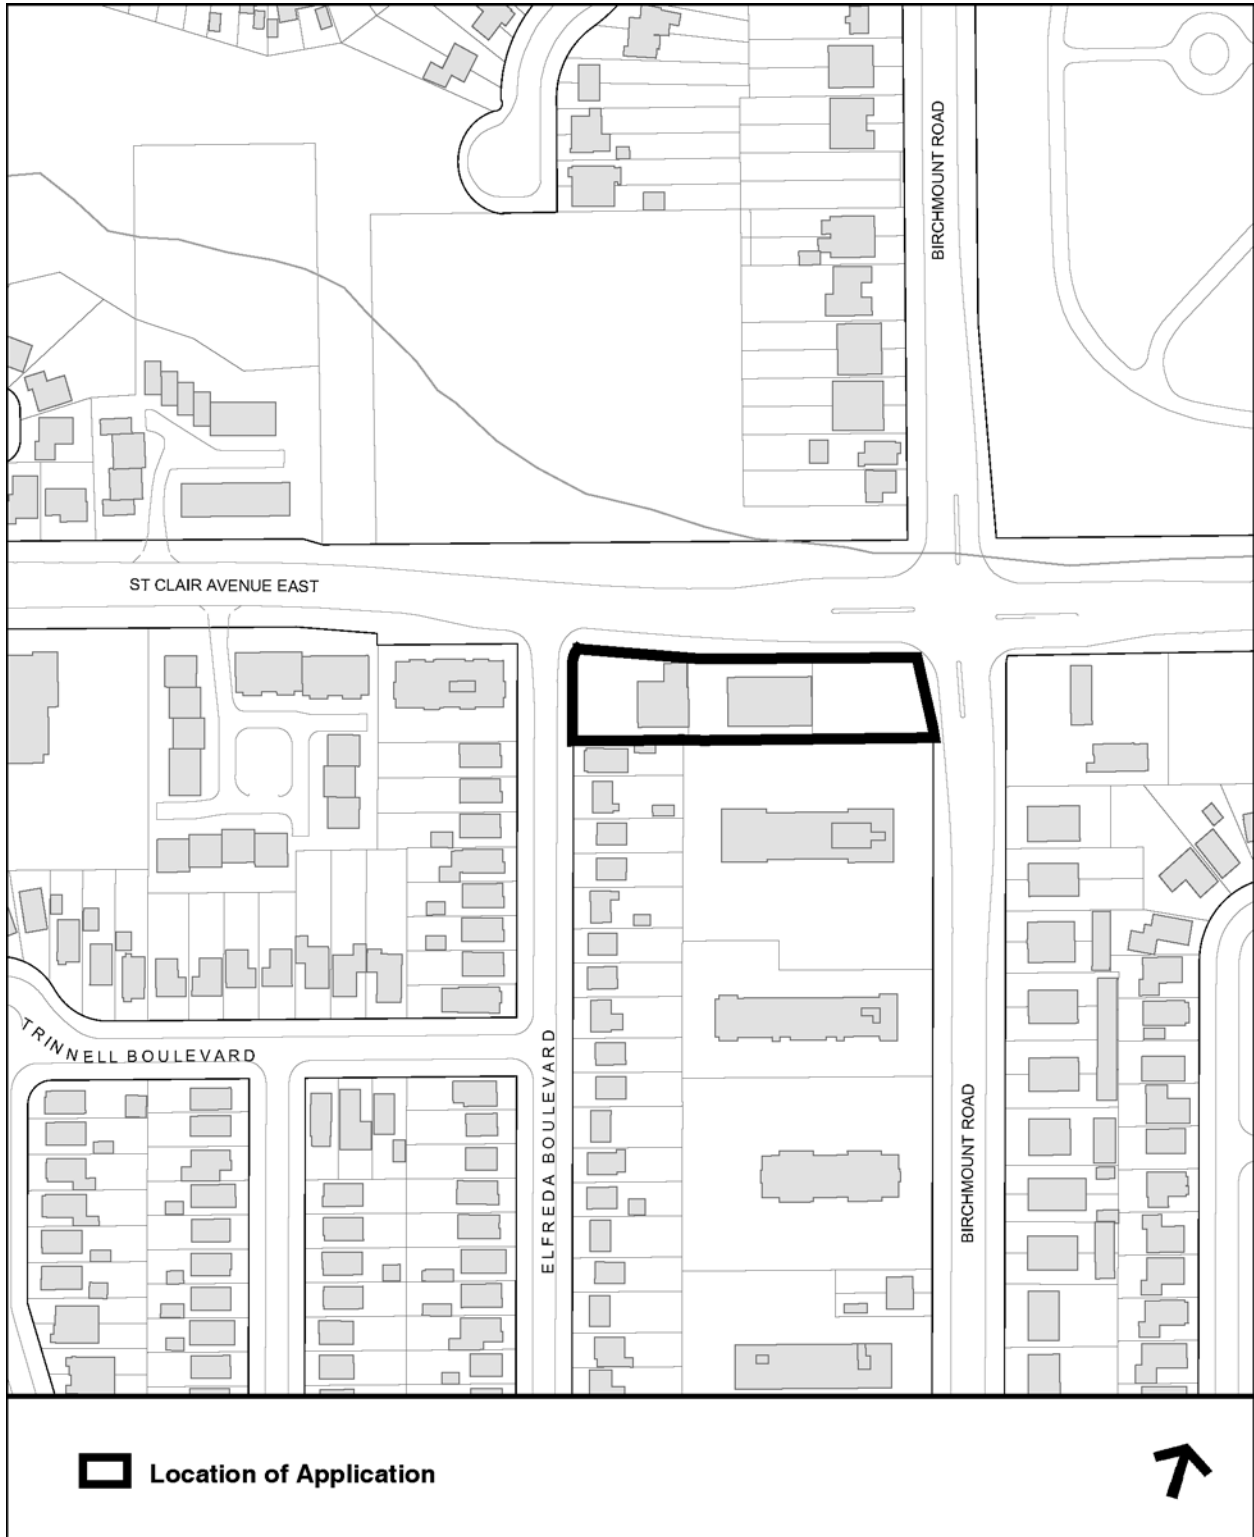 BIRCHMOUNT ROAD
ST CLAIR AVENUE EAST
TRINNELL BOULEVARD
ELFREDA BOULEVARD
BIRCHMOUNT ROAD
Location of Application